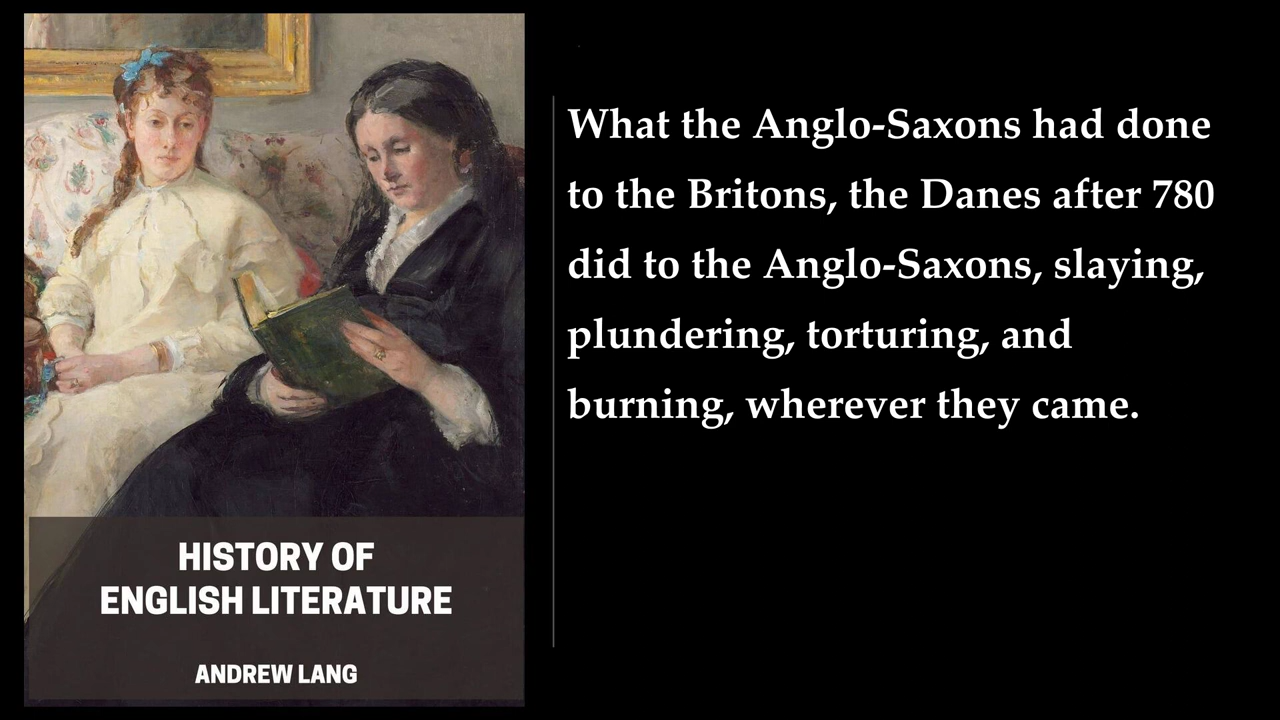 HISTORY OF
ENGLISH LITERATURE
ANDREW LANG
What the Anglo-Saxons had done
to the Britons, the Danes after 780
did to the Anglo-Saxons, slaying,
plundering, torturing, and
burning, wherever they came.